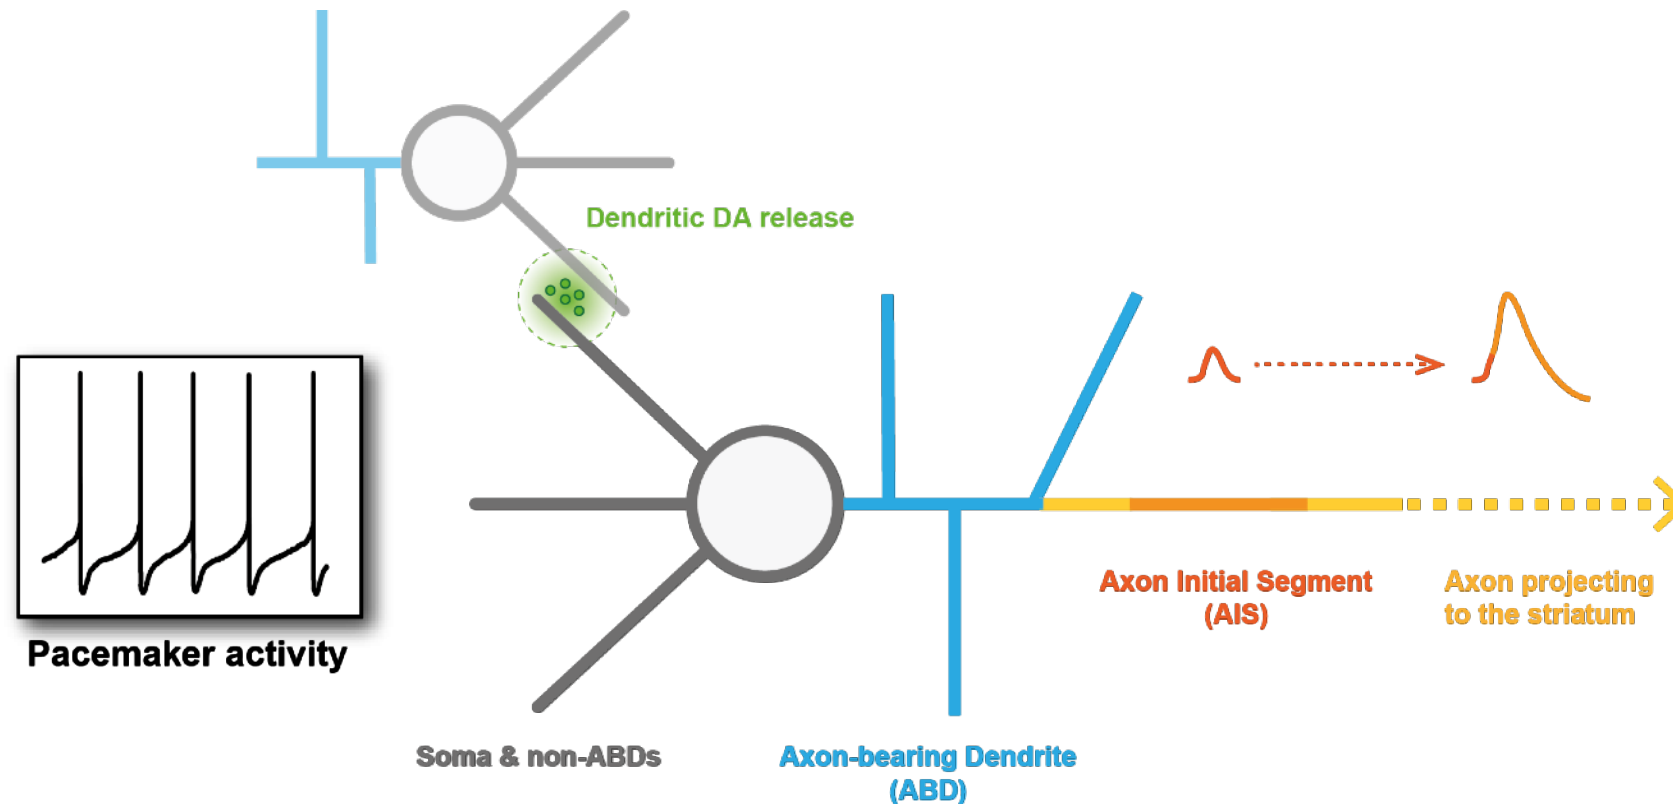 Dendritic DA release
Pacemaker activity
Axon Initial Segment
(AIS)
Axon projecting
to the striatum
Soma & non-ABDs
Axon-bearing Dendrite
(ABD)